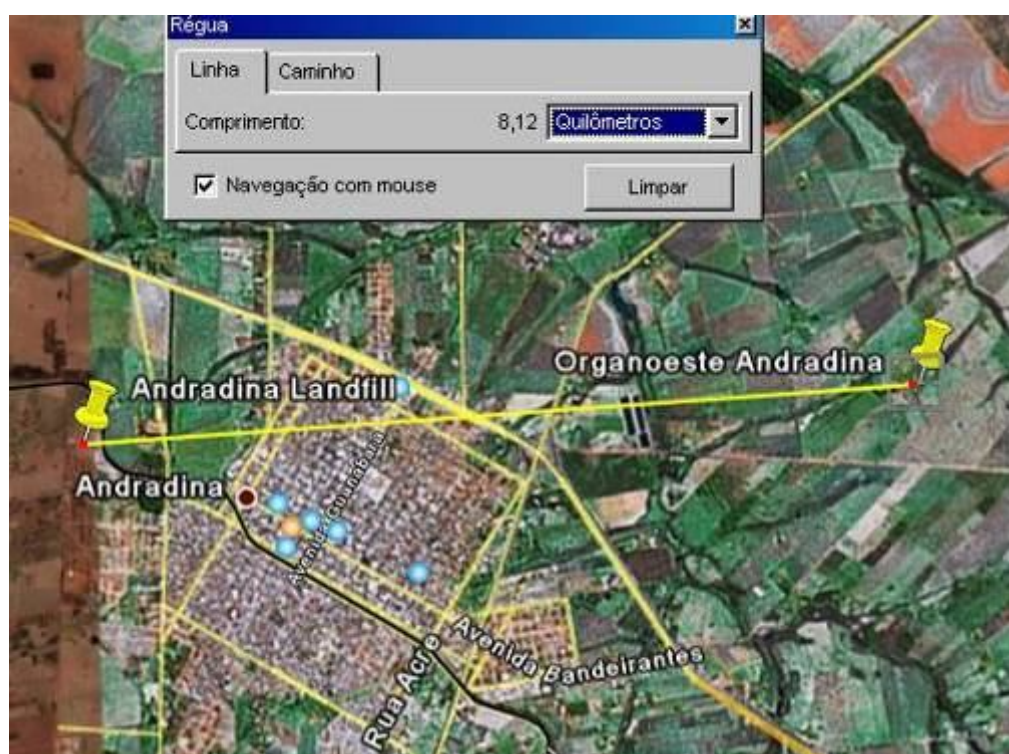 Régua
Linha
Caminho
Comprimento:
8,12
Quilômetros
Navegação com mouse
Limpar
Organoeste Andradina
Andradina Landfill
Andradina
Avenida Guanabara
Avenida Bandeirantes
Rua Acre